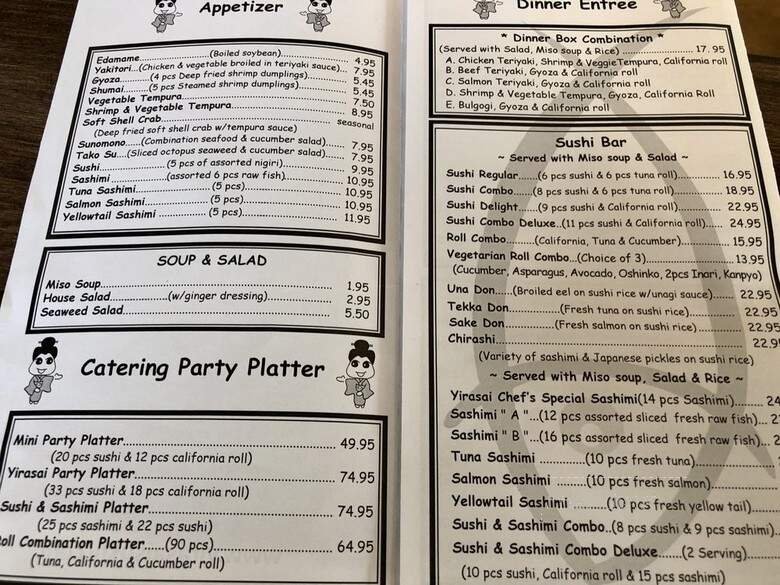 Appetizer
Edamame..................(Boiled soybean)................ 4.95
Yakitori...(Chicken & vegetable broiled in teriyaki sauce)... 7.95
Gyoza.......(4 pcs Deep fried shrimp dumplings).......... 5.45
Shumai......(5 pcs Steamed shrimp dumplings)............ 5.45
Vegetable Tempura............................................... 7.50
Shrimp & Vegetable Tempura................................. 8.95
Soft Shell Crab................................................ seasonal
(Deep fried soft shell crab w/tempura sauce)
Sunomono.....(Combination seafood & cucumber salad).... 7.95
Tako Su....(Sliced octopus seaweed & cucumber salad)..... 7.95
Sushi..................(5 pcs of assorted nigiri)................ 9.95
Sashimi ...............(assorted 6 pcs raw fish).............. 10.95
Tuna Sashimi.................. (5 pcs)............................ 10.95
Salmon Sashimi................ (5 pcs)............................ 10.95
Yellowtail Sashimi ............. (5 pcs)............................ 11.95
SOUP & SALAD
Miso Soup........................................................ 1.95
House Salad............(w/ginger dressing)..................... 2.95
Seaweed Salad.................................................. 5.50
Catering Party Platter
Mini Party Platter............................................ 49.95
(20 pcs sushi & 12 pcs california roll)
Yirasai Party Platter......................................... 74.95
(33 pcs sushi & 18 pcs california roll)
Sushi & Sashimi Platter..................................... 74.95
(25 pcs sashimi & 22 pcs sushi)
Roll Combination Platter......(90 pcs)...................... 64.95
(Tuna, California & Cucumber roll)
Dinner Entree
* Dinner Box Combination *
(Served with Salad, Miso soup & Rice) ........................ 17.95
A. Chicken Teriyaki, Shrimp & VeggieTempura, California roll
B. Beef Teriyaki, Gyoza & California roll
C. Salmon Teriyaki, Gyoza & California roll
D. Shrimp & Vegetable Tempura, Gyoza, California Roll
E. Bulgogi, Gyoza & California roll
Sushi Bar
~ Served with Miso soup & Salad ~
Sushi Regular.......(6 pcs sushi & 6 pcs tuna roll)............ 16.95
Sushi Combo.......(8 pcs sushi & 6 pcs tuna roll)............. 18.95
Sushi Delight.......(9 pcs sushi & California roll)............. 22.95
Sushi Combo Deluxe..(11 pcs sushi & California roll)........ 24.95
Roll Combo...........(California, Tuna & Cucumber)............ 15.95
Vegetarian Roll Combo...(Choice of 3)........................ 13.95
(Cucumber, Asparagus, Avocado, Oshinko, 2pcs Inari, Kanpyo)
Una Don.....(Broiled eel on sushi rice w/unagi sauce)...... 22.95
Tekka Don..............(Fresh tuna on sushi rice)............ 22.95
Sake Don..............(Fresh salmon on sushi rice)........... 22.95
Chirashi....................................................... 22.9
(Variety of sashimi & Japanese pickles on sushi rice)
~ Served with Miso soup, Salad & Rice ~
Yirasai Chef's Special Sashimi(14 pcs Sashimi)......... 24
Sashimi " A "...(12 pcs assorted sliced fresh raw fish)... 2
Sashimi " B "...(16 pcs assorted sliced fresh raw fish)... 2
Tuna Sashimi ..............(10 pcs fresh tuna)...............
Salmon Sashimi ...........(10 pcs fresh salmon)............
Yellowtail Sashimi ..........(10 pcs fresh yellow tail).......
Sushi & Sashimi Combo..(8 pcs sushi & 9 pcs sashimi)..
Sushi & Sashimi Combo Deluxe......(2 Serving)...........
(10 pcs sushi, California roll & 15 pcs sashimi)